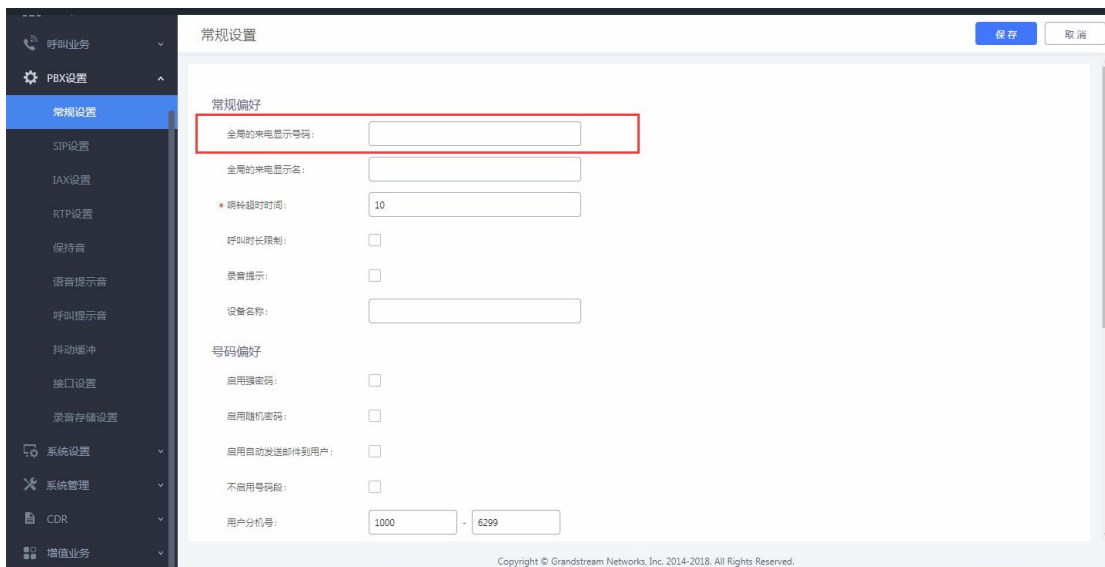 呼叫业务
PBX设置
常规设置
SIP设置
IAX设置
RTP设置
保持音
语音提示音
呼叫提示音
抖动缓冲
接口设置
录音存储设置
系统设置
系统管理
CDR
增值业务
常规设置
保存
取消
常规偏好
全局的来电显示号码:
全局的来电显示名:
* 响铃超时时间:
10
呼叫时长限制:
录音提示:
设备名称:
号码偏好
启用强密码:
启用随机密码:
启用自动发送邮件到用户:
不启用号码段:
用户分机号:
1000 - 6299
Copyright © Grandstream Networks, Inc. 2014-2018. All Rights Reserved.